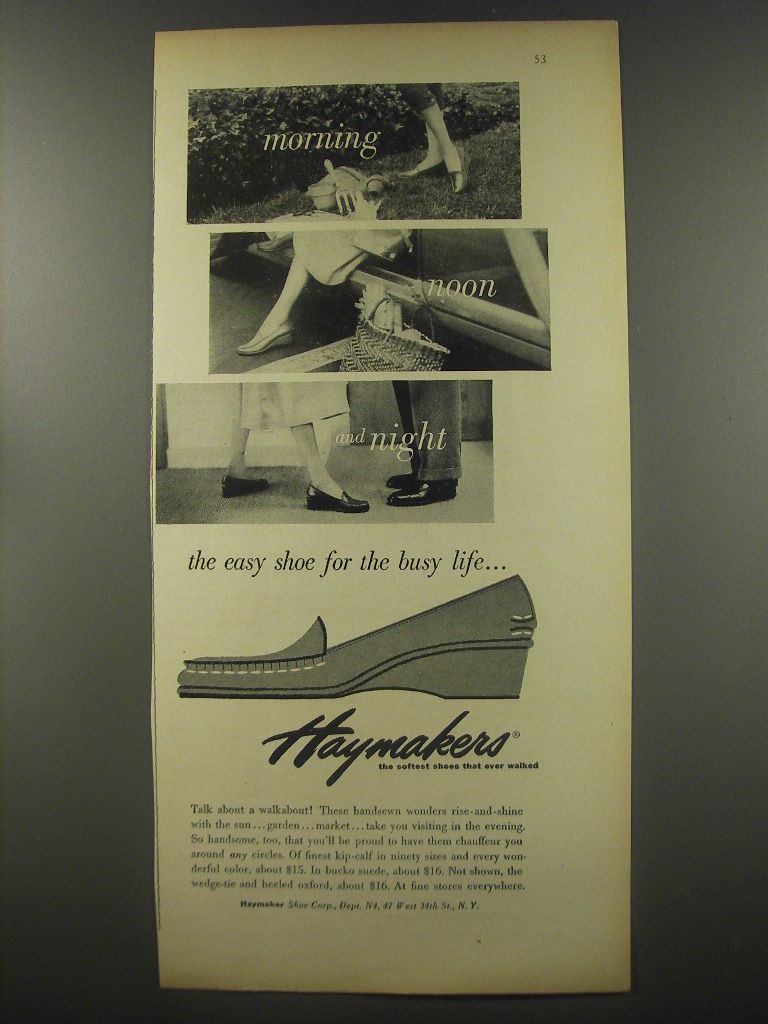 53
morning
noon
and night
the easy shoe for the busy life...
Haymakers®
the softest shoes that ever walked
Talk about a walkabout! These handsewn wonders rise-and-shine
with the sun...garden...market...take you visiting in the evening.
So handsome, too, that you'll be proud to have them chauffeur you
around any circles. Of finest kip-calf in ninety sizes and every won-
derful color, about $15. In bucko suede, about $16. Not shown, the
wedge-tie and heeled oxford, about $16. At fine stores everywhere.
Haymaker Shoe Corp., Dept. N4, 47 West 34th St., N. Y.